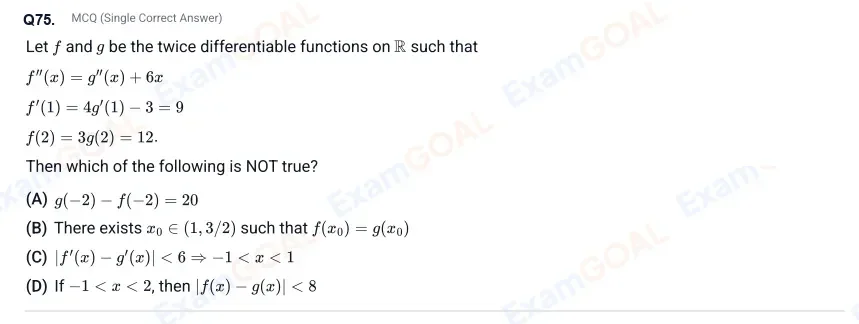 Q75. MCQ (Single Correct Answer)
Let f and g be the twice differentiable functions on ℝ such that
f″(x) = g″(x) + 6x
f′(1) = 4g′(1) − 3 = 9
f(2) = 3g(2) = 12.
Then which of the following is NOT true?
(A) g(−2) − f(−2) = 20
(B) There exists x₀ ∈ (1, 3/2) such that f(x₀) = g(x₀)
(C) |f′(x) − g′(x)| < 6 ⇒ −1 < x < 1
(D) If −1 < x < 2, then |f(x) − g(x)| < 8